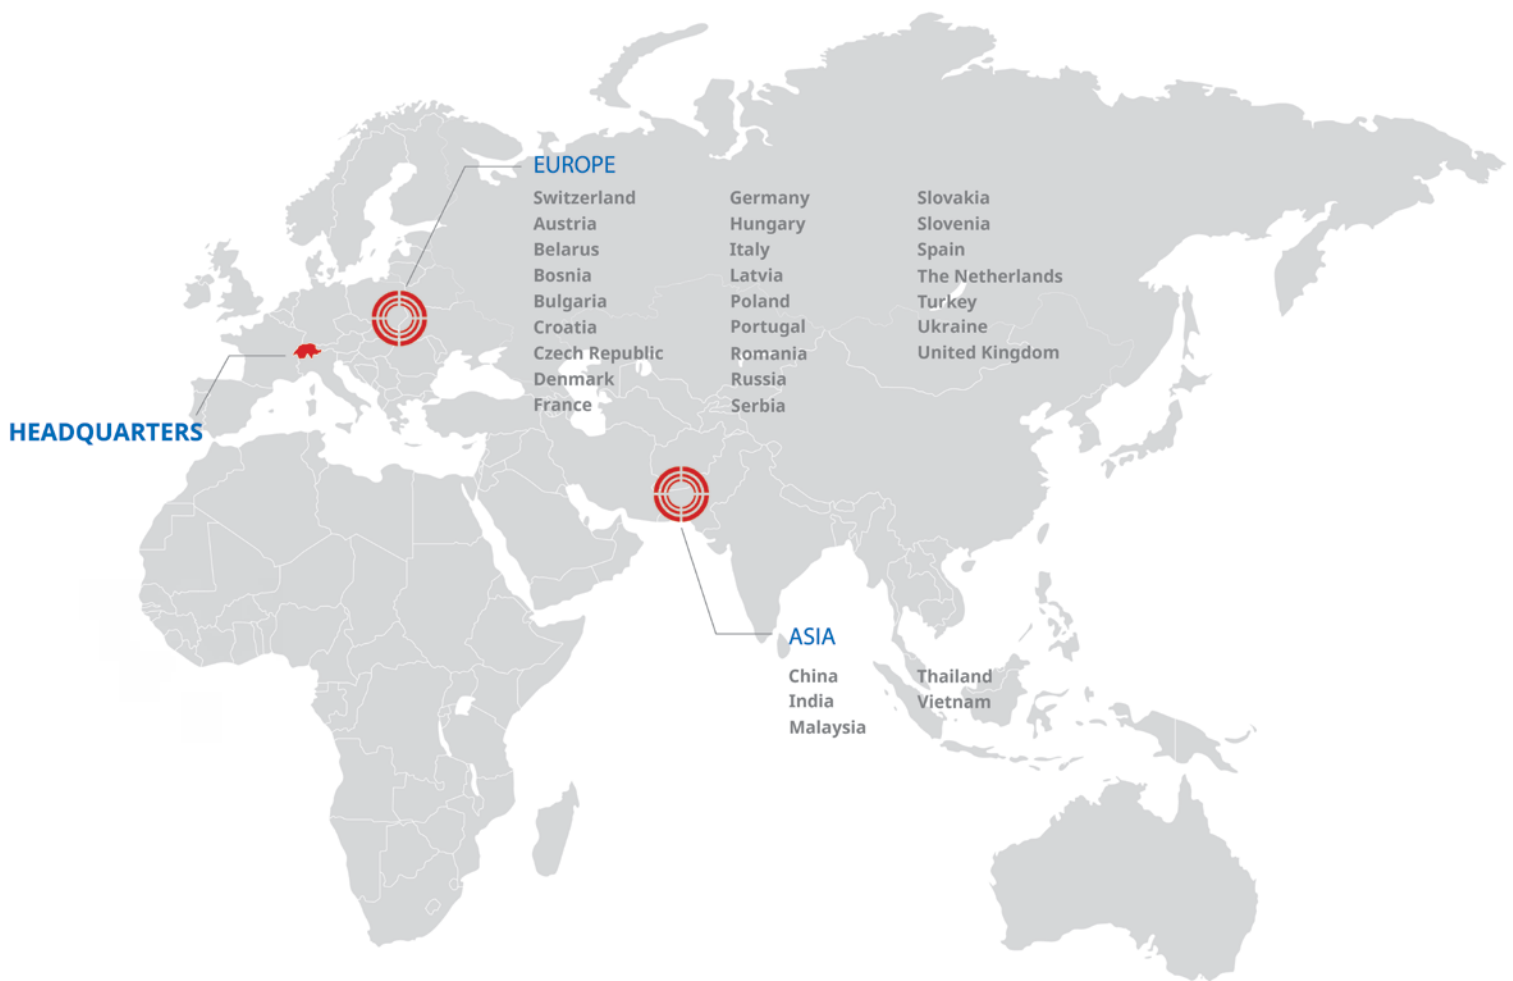 EUROPE
Switzerland
Austria
Belarus
Bosnia
Bulgaria
Croatia
Czech Republic
Denmark
France
Germany
Hungary
Italy
Latvia
Poland
Portugal
Romania
Russia
Serbia
Slovakia
Slovenia
Spain
The Netherlands
Turkey
Ukraine
United Kingdom
HEADQUARTERS
ASIA
China
India
Malaysia
Thailand
Vietnam